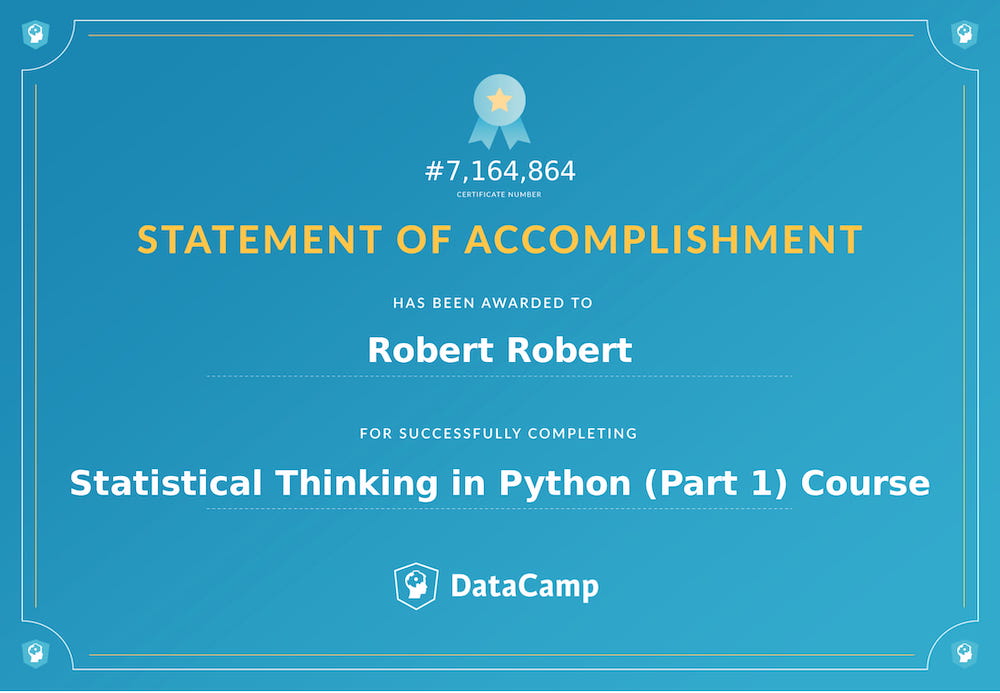 #7,164,864
CERTIFICATE NUMBER
STATEMENT OF ACCOMPLISHMENT
HAS BEEN AWARDED TO
Robert Robert
FOR SUCCESSFULLY COMPLETING
Statistical Thinking in Python (Part 1) Course
DataCamp